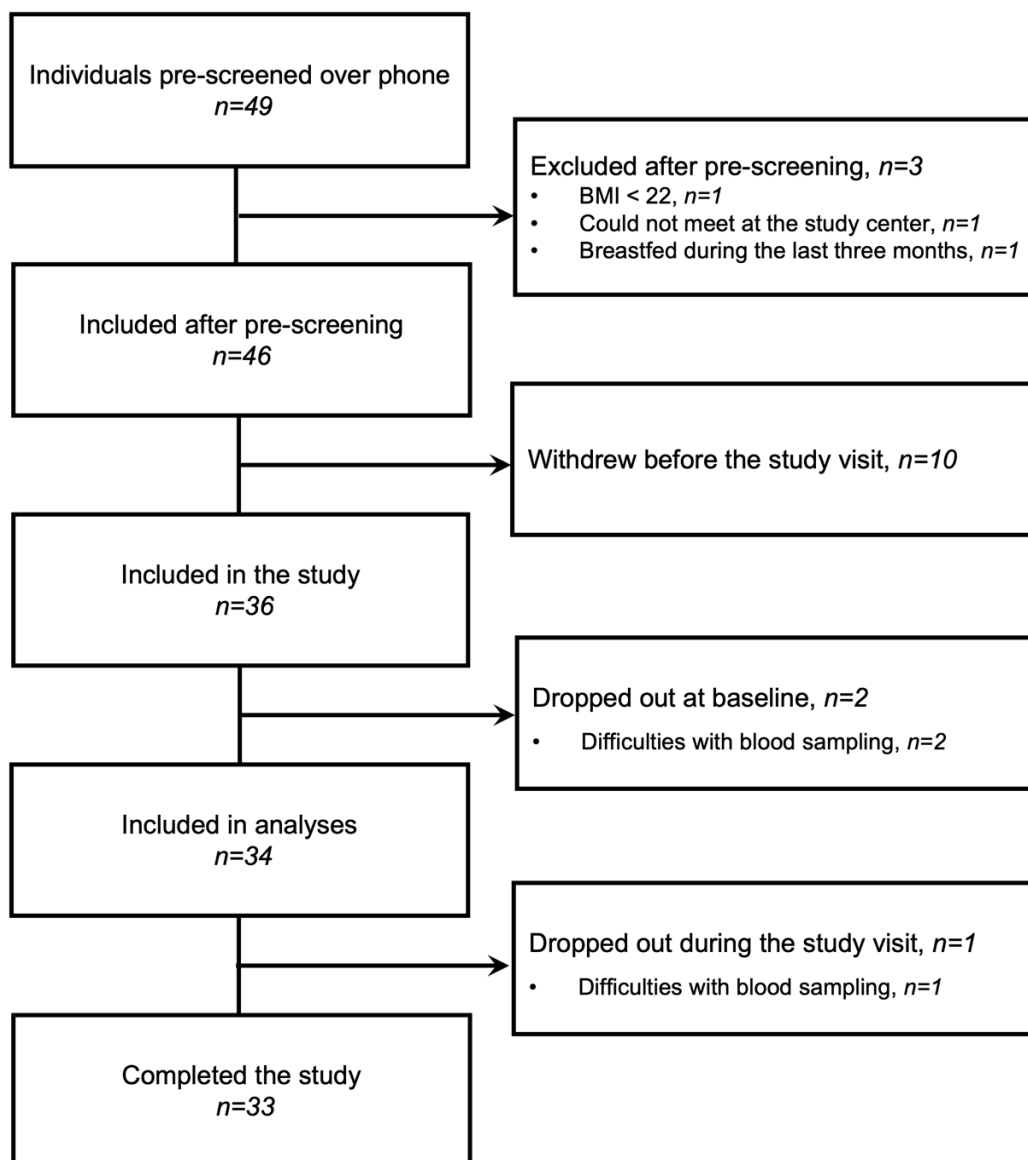 Individuals pre-screened over phone
n=49
Excluded after pre-screening, n=3
• BMI < 22, n=1
• Could not meet at the study center, n=1
• Breastfed during the last three months, n=1
Included after pre-screening
n=46
Withdrew before the study visit, n=10
Included in the study
n=36
Dropped out at baseline, n=2
• Difficulties with blood sampling, n=2
Included in analyses
n=34
Dropped out during the study visit, n=1
• Difficulties with blood sampling, n=1
Completed the study
n=33